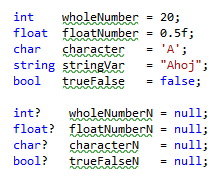 int wholeNumber = 20;
float floatNumber = 0.5f;
char character = 'A';
string stringVar = "Ahoj";
bool trueFalse = false;
int? wholeNumberN = null;
float? floatNumberN = null;
char? characterN = null;
bool? trueFalseN = null;